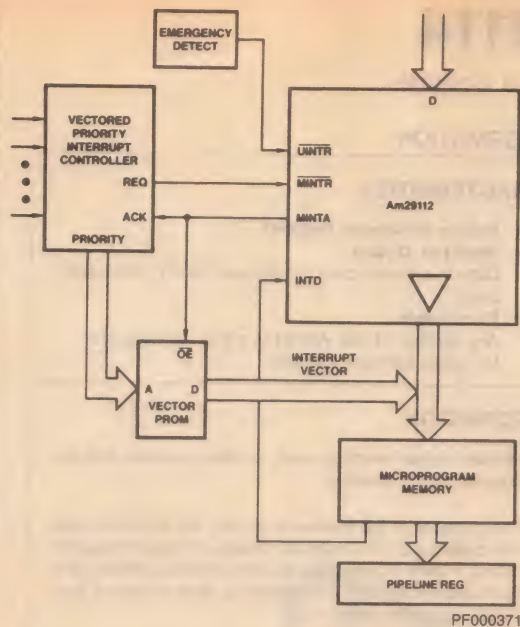 EMERGENCY
DETECT
VECTORED
PRIORITY
INTERRUPT
CONTROLLER
REQ
ACK
PRIORITY
D
UINTR
MINTR
MINTA
INTD
Am29112
OE
A
D
VECTOR
PROM
INTERRUPT
VECTOR
MICROPROGRAM
MEMORY
PIPELINE REG
PF000371